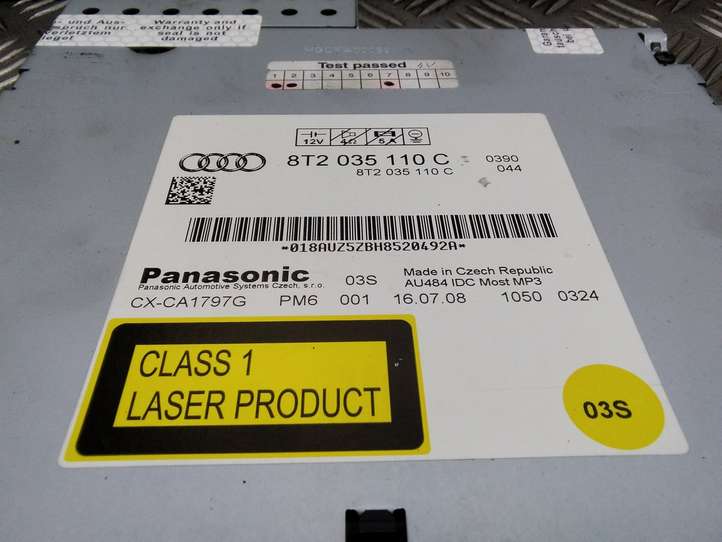 - und Aus-
spruch nur
wletztem
leget
Warranty and
exchange only if
seal is not
damaged
Test passed
1 2 3 4 5 6 7 8 9 10
12V 4Ω 5A
8T2 035 110 C 0390
8T2 035 110 C 044
*018AUZ5ZBH8520492A*
Panasonic 03S Made in Czech Republic
Panasonic Automotive Systems Czech, s.r.o. AU484 IDC Most MP3
CX-CA1797G PM6 001 16.07.08 1050 0324
CLASS 1
LASER PRODUCT
03S